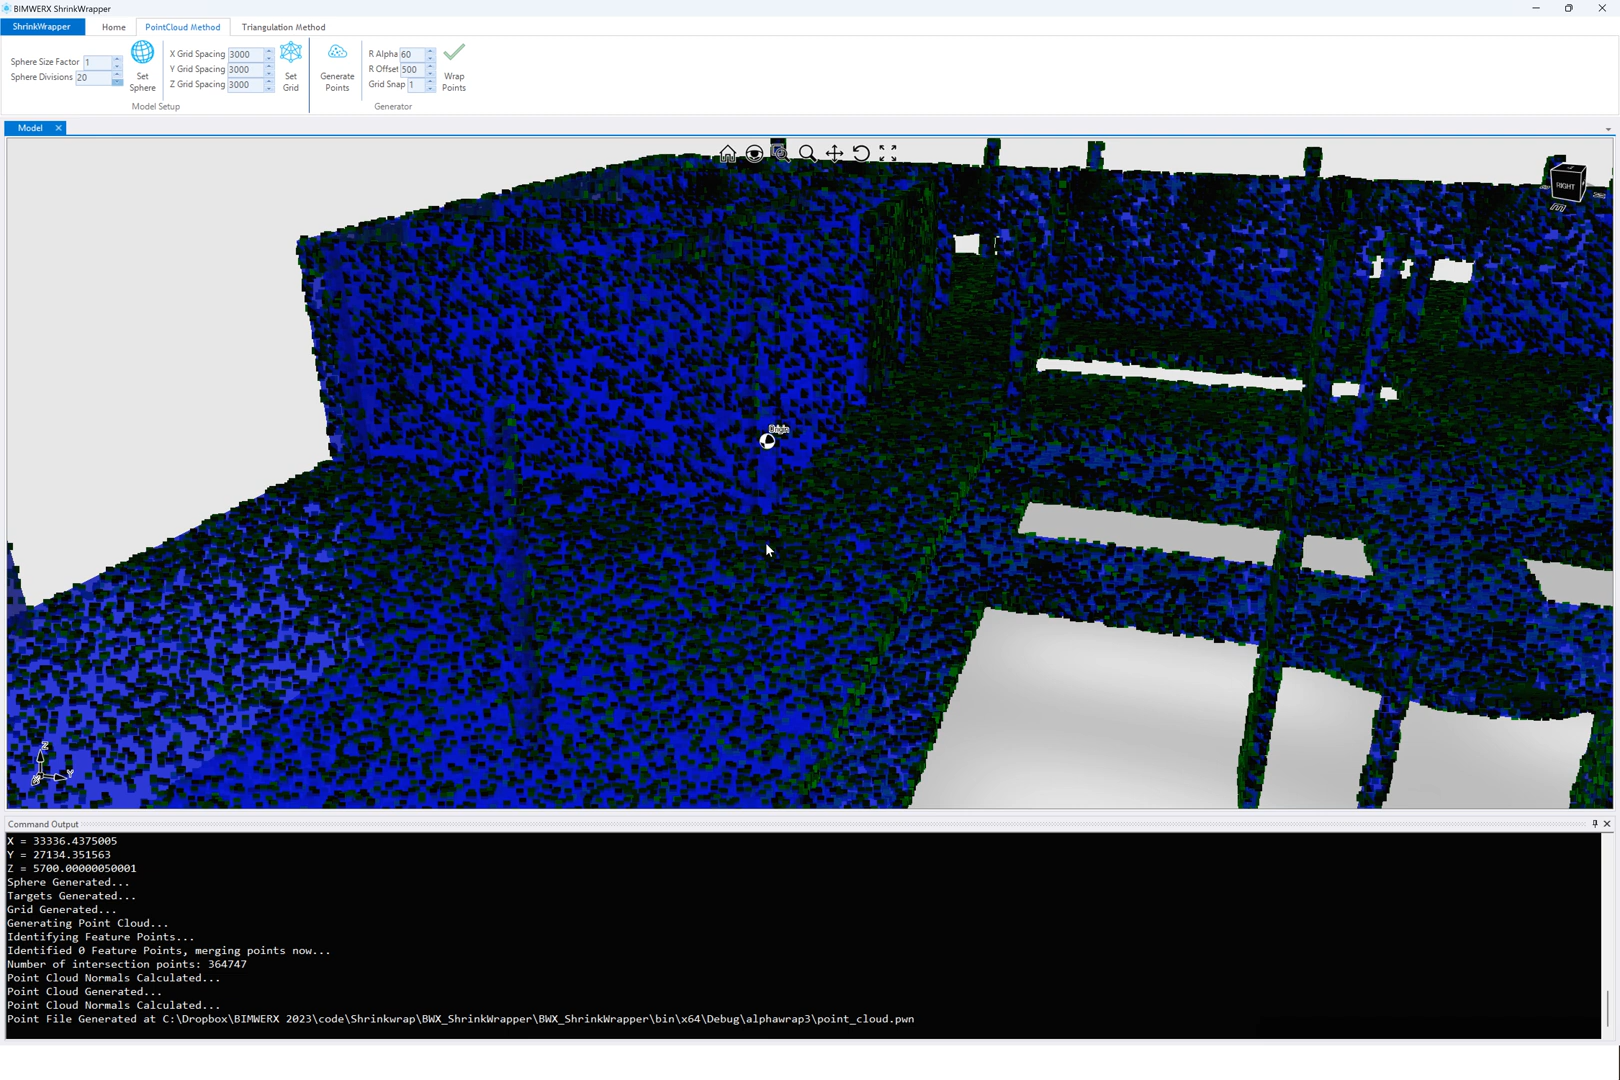 BIMWERX ShrinkWrapper
ShrinkWrapper Home PointCloud Method Triangulation Method
Sphere Size Factor 1
Sphere Divisions 20
Set Sphere
X Grid Spacing 3000
Y Grid Spacing 3000
Z Grid Spacing 3000
Set Grid
Model Setup
Generate Points
R Alpha 60
R Offset 500
Grid Snap 1
Wrap Points
Generator
Model
RIGHT
Origin
Z
Y
Command Output
X = 33336.4375005
Y = 27134.351563
Z = 5700.00000050001
Sphere Generated...
Targets Generated...
Grid Generated...
Generating Point Cloud...
Identifying Feature Points...
Identified 0 Feature Points, merging points now...
Number of intersection points: 364747
Point Cloud Normals Calculated...
Point Cloud Generated...
Point Cloud Normals Calculated...
Point File Generated at C:\Dropbox\BIMWERX 2023\code\Shrinkwrap\BWX_ShrinkWrapper\BWX_ShrinkWrapper\bin\x64\Debug\alphawrap3\point_cloud.pwn